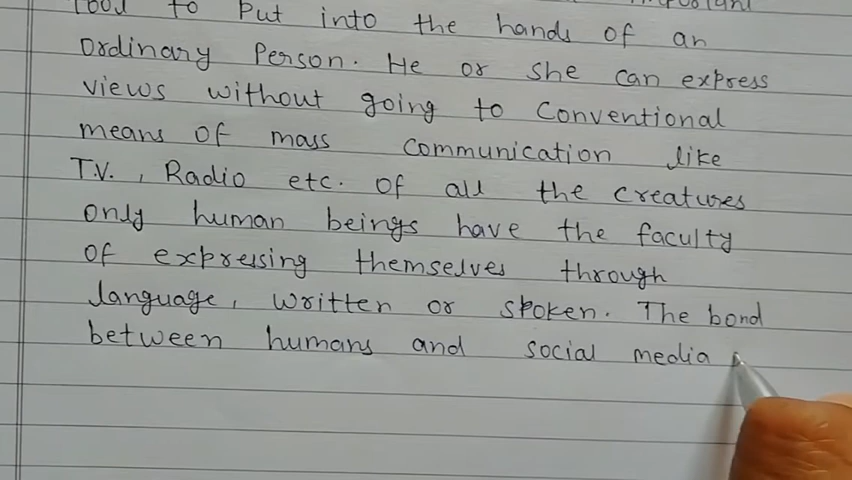 to put into the hands of an
ordinary Person. He or she can express
views without going to conventional
means of mass communication like
T.V., Radio etc. of all the creatures
only human beings have the faculty
of expressing themselves through
language, written or spoken. The bond
between humans and social media